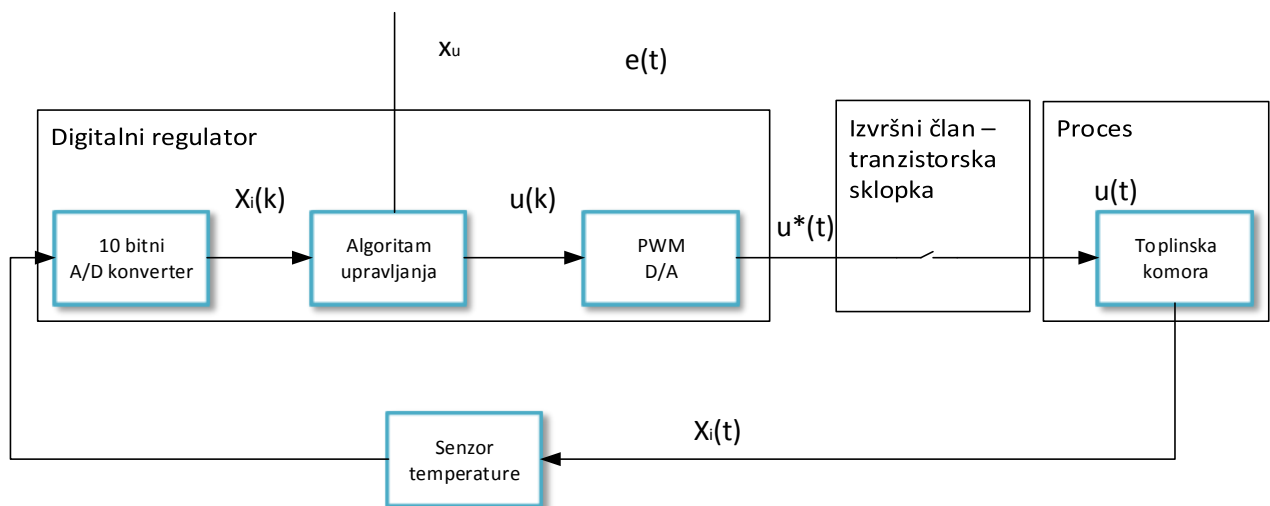 xu
e(t)
Digitalni regulator
Izvršni član –
tranzistorska
sklopka
Proces
Xi(k)
u(k)
u*(t)
u(t)
10 bitni
A/D konverter
Algoritam
upravljanja
PWM
D/A
Toplinska
komora
Xi(t)
Senzor
temperature